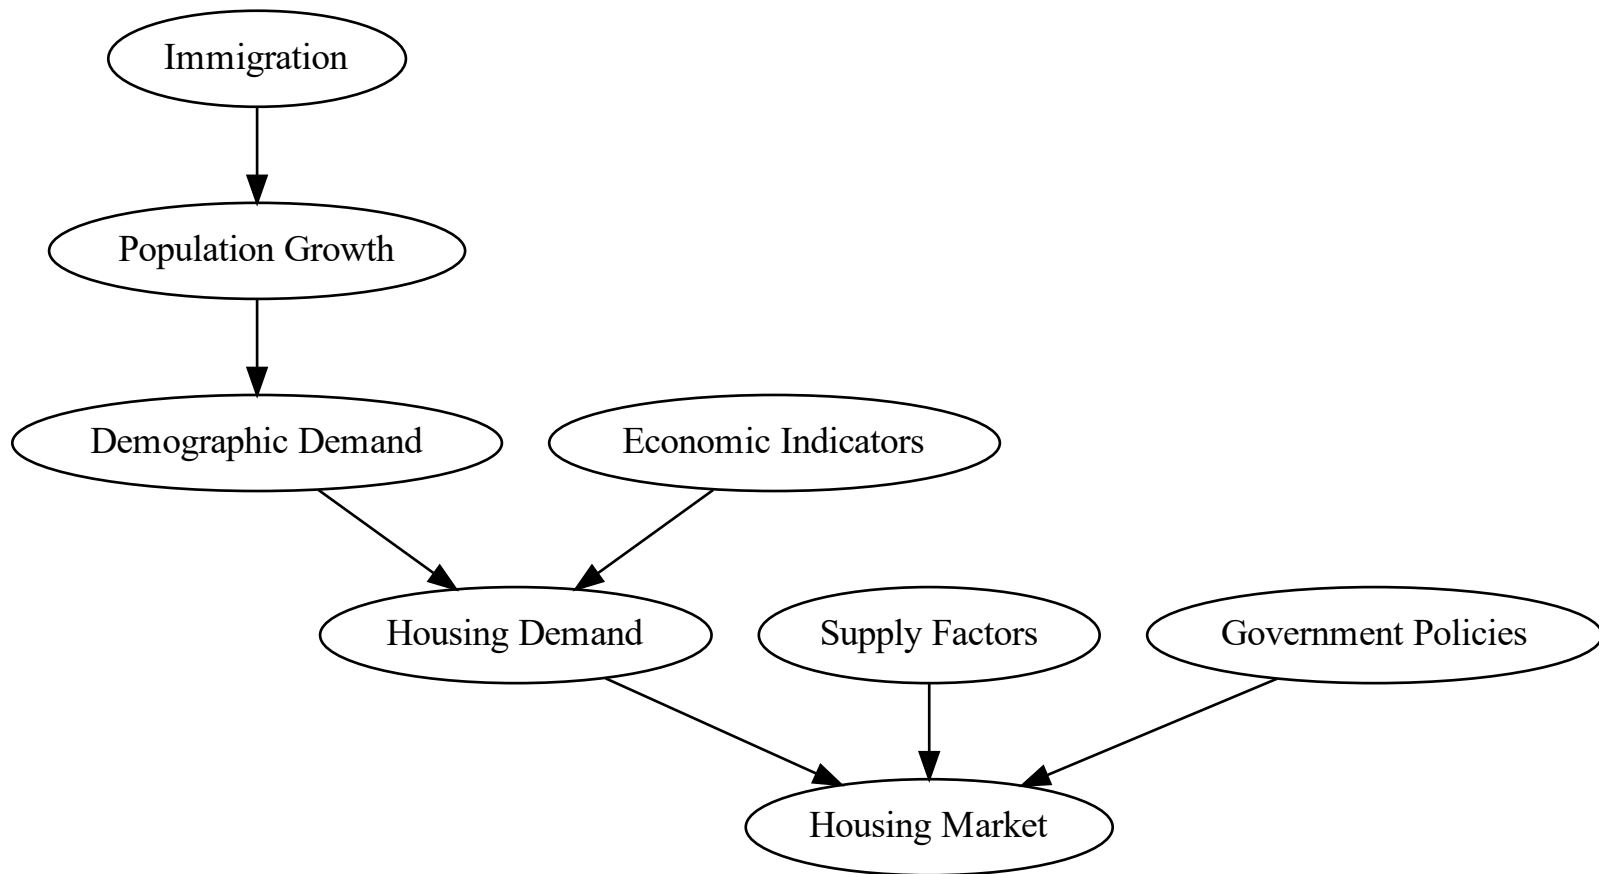 Immigration
Population Growth
Demographic Demand
Economic Indicators
Housing Demand
Supply Factors
Government Policies
Housing Market